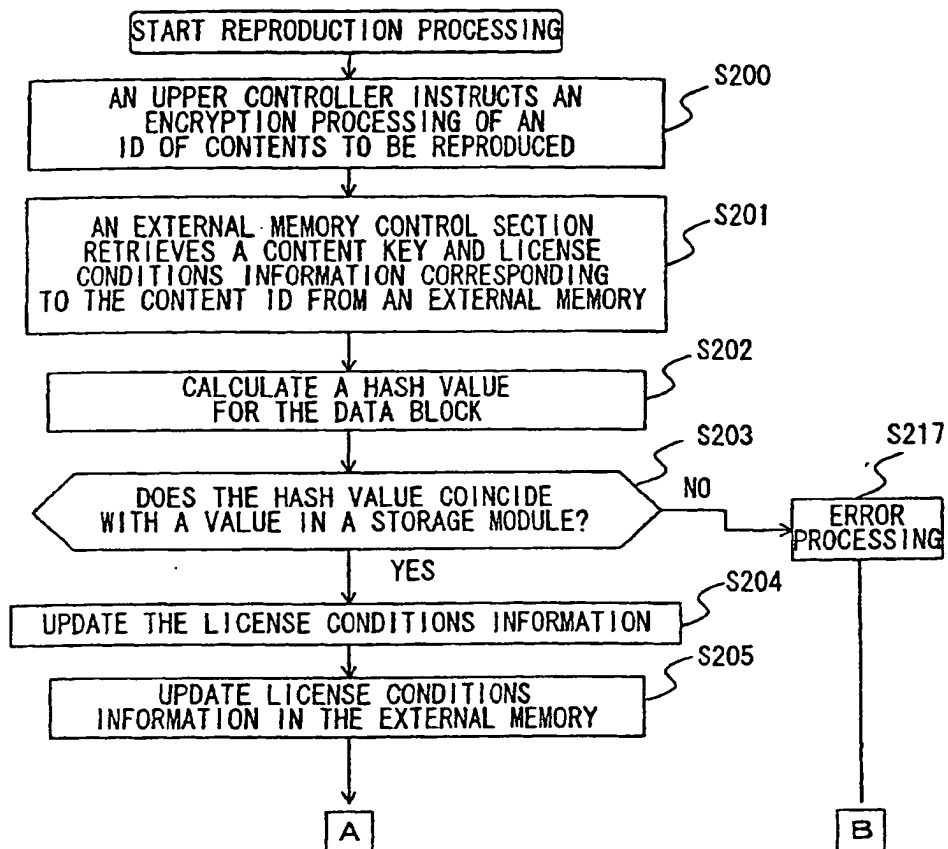 START REPRODUCTION PROCESSING
S200
AN UPPER CONTROLLER INSTRUCTS AN
ENCRYPTION PROCESSING OF AN
ID OF CONTENTS TO BE REPRODUCED
S201
AN EXTERNAL MEMORY CONTROL SECTION
RETRIEVES A CONTENT KEY AND LICENSE
CONDITIONS INFORMATION CORRESPONDING
TO THE CONTENT ID FROM AN EXTERNAL MEMORY
S202
CALCULATE A HASH VALUE
FOR THE DATA BLOCK
S203
DOES THE HASH VALUE COINCIDE
WITH A VALUE IN A STORAGE MODULE?
NO
S217
ERROR
PROCESSING
YES
S204
UPDATE THE LICENSE CONDITIONS INFORMATION
S205
UPDATE LICENSE CONDITIONS
INFORMATION IN THE EXTERNAL MEMORY
A
B